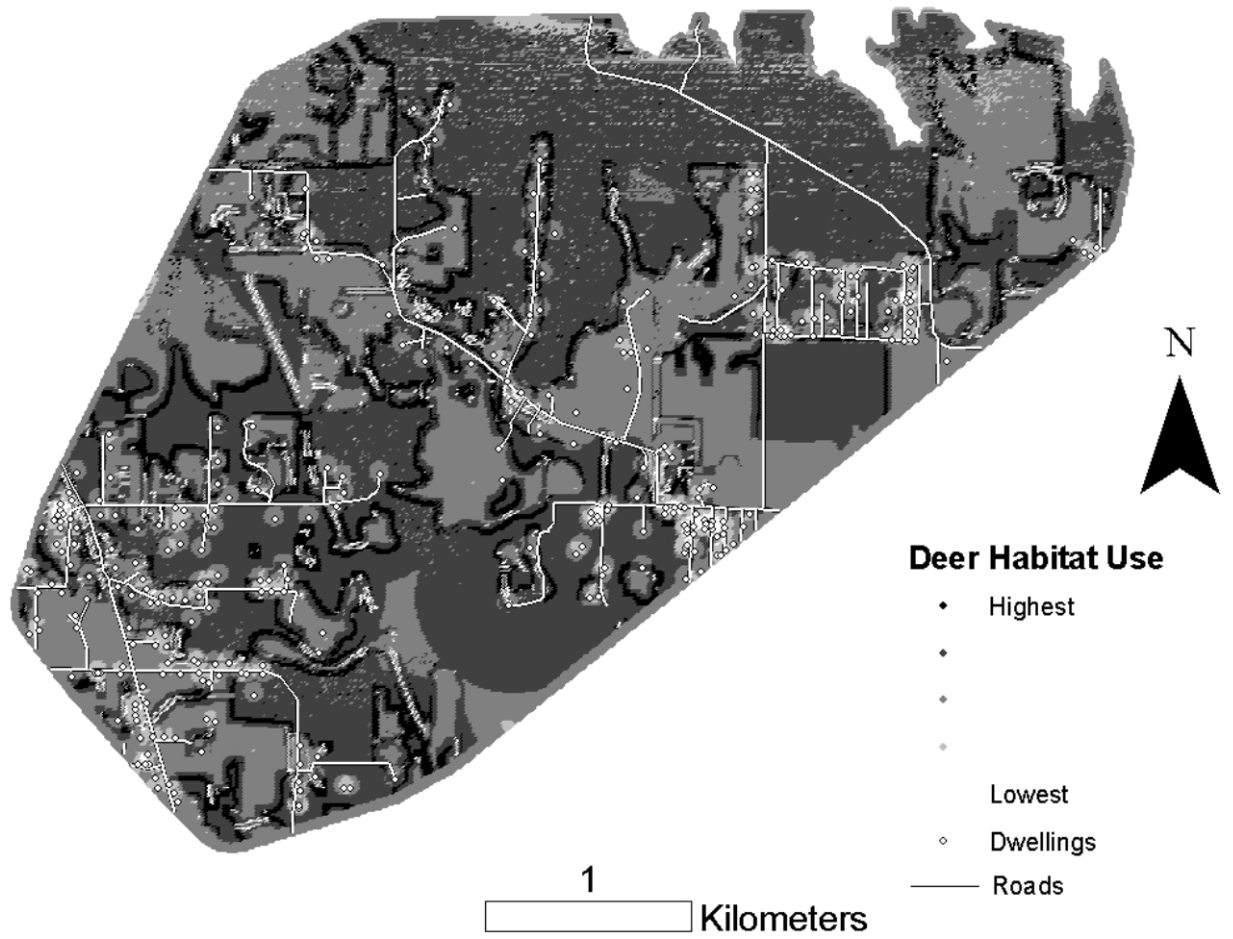 N
Deer Habitat Use
Highest
Lowest
Dwellings
Roads
1
Kilometers